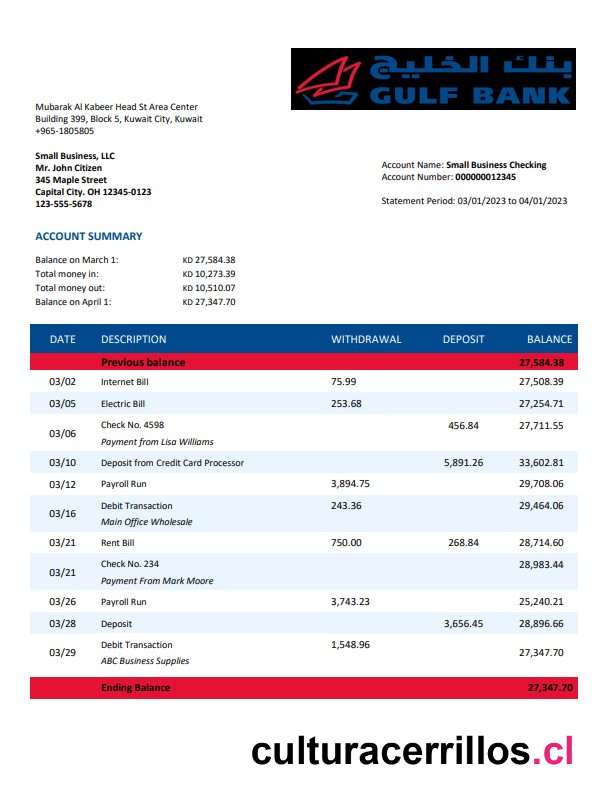 بنك الخليج
GULF BANK
Mubarak Al Kabeer Head St Area Center
Building 399, Block 5, Kuwait City, Kuwait
+965-1805805
Small Business, LLC
Mr. John Citizen
345 Maple Street
Capital City. OH 12345-0123
123-555-5678
Account Name: Small Business Checking
Account Number: 000000012345
Statement Period: 03/01/2023 to 04/01/2023
ACCOUNT SUMMARY
Balance on March 1: KD 27,584.38
Total money in: KD 10,273.39
Total money out: KD 10,510.07
Balance on April 1: KD 27,347.70
DATE DESCRIPTION WITHDRAWAL DEPOSIT BALANCE
Previous balance 27,584.38
03/02 Internet Bill 75.99 27,508.39
03/05 Electric Bill 253.68 27,254.71
03/06 Check No. 4598 456.84 27,711.55
Payment from Lisa Williams
03/10 Deposit from Credit Card Processor 5,891.26 33,602.81
03/12 Payroll Run 3,894.75 29,708.06
03/16 Debit Transaction 243.36 29,464.06
Main Office Wholesale
03/21 Rent Bill 750.00 268.84 28,714.60
03/21 Check No. 234 28,983.44
Payment From Mark Moore
03/26 Payroll Run 3,743.23 25,240.21
03/28 Deposit 3,656.45 28,896.66
03/29 Debit Transaction 1,548.96 27,347.70
ABC Business Supplies
Ending Balance 27,347.70
culturacerrillos.cl